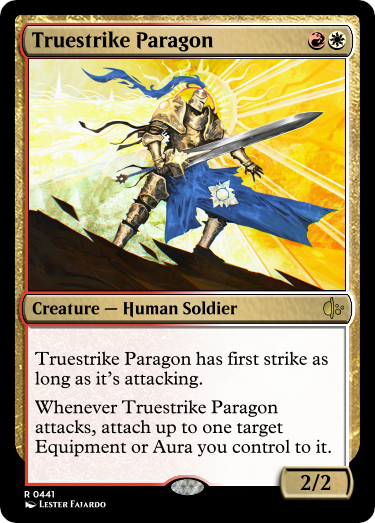 Truestrike Paragon
Creature — Human Soldier
Truestrike Paragon has first strike as
long as it's attacking.
Whenever Truestrike Paragon
attacks, attach up to one target
Equipment or Aura you control to it.
2/2
R 0441
Lester Fajardo